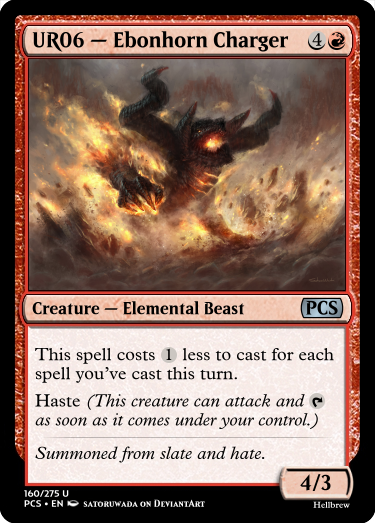 UR06 — Ebonhorn Charger 4
Creature — Elemental Beast PCS
This spell costs 1 less to cast for each
spell you've cast this turn.
Haste (This creature can attack and
as soon as it comes under your control.)
Summoned from slate and hate.
4/3
160/275 U
PCS • EN SATORUWADA ON DEVIANTART
Hellbrew